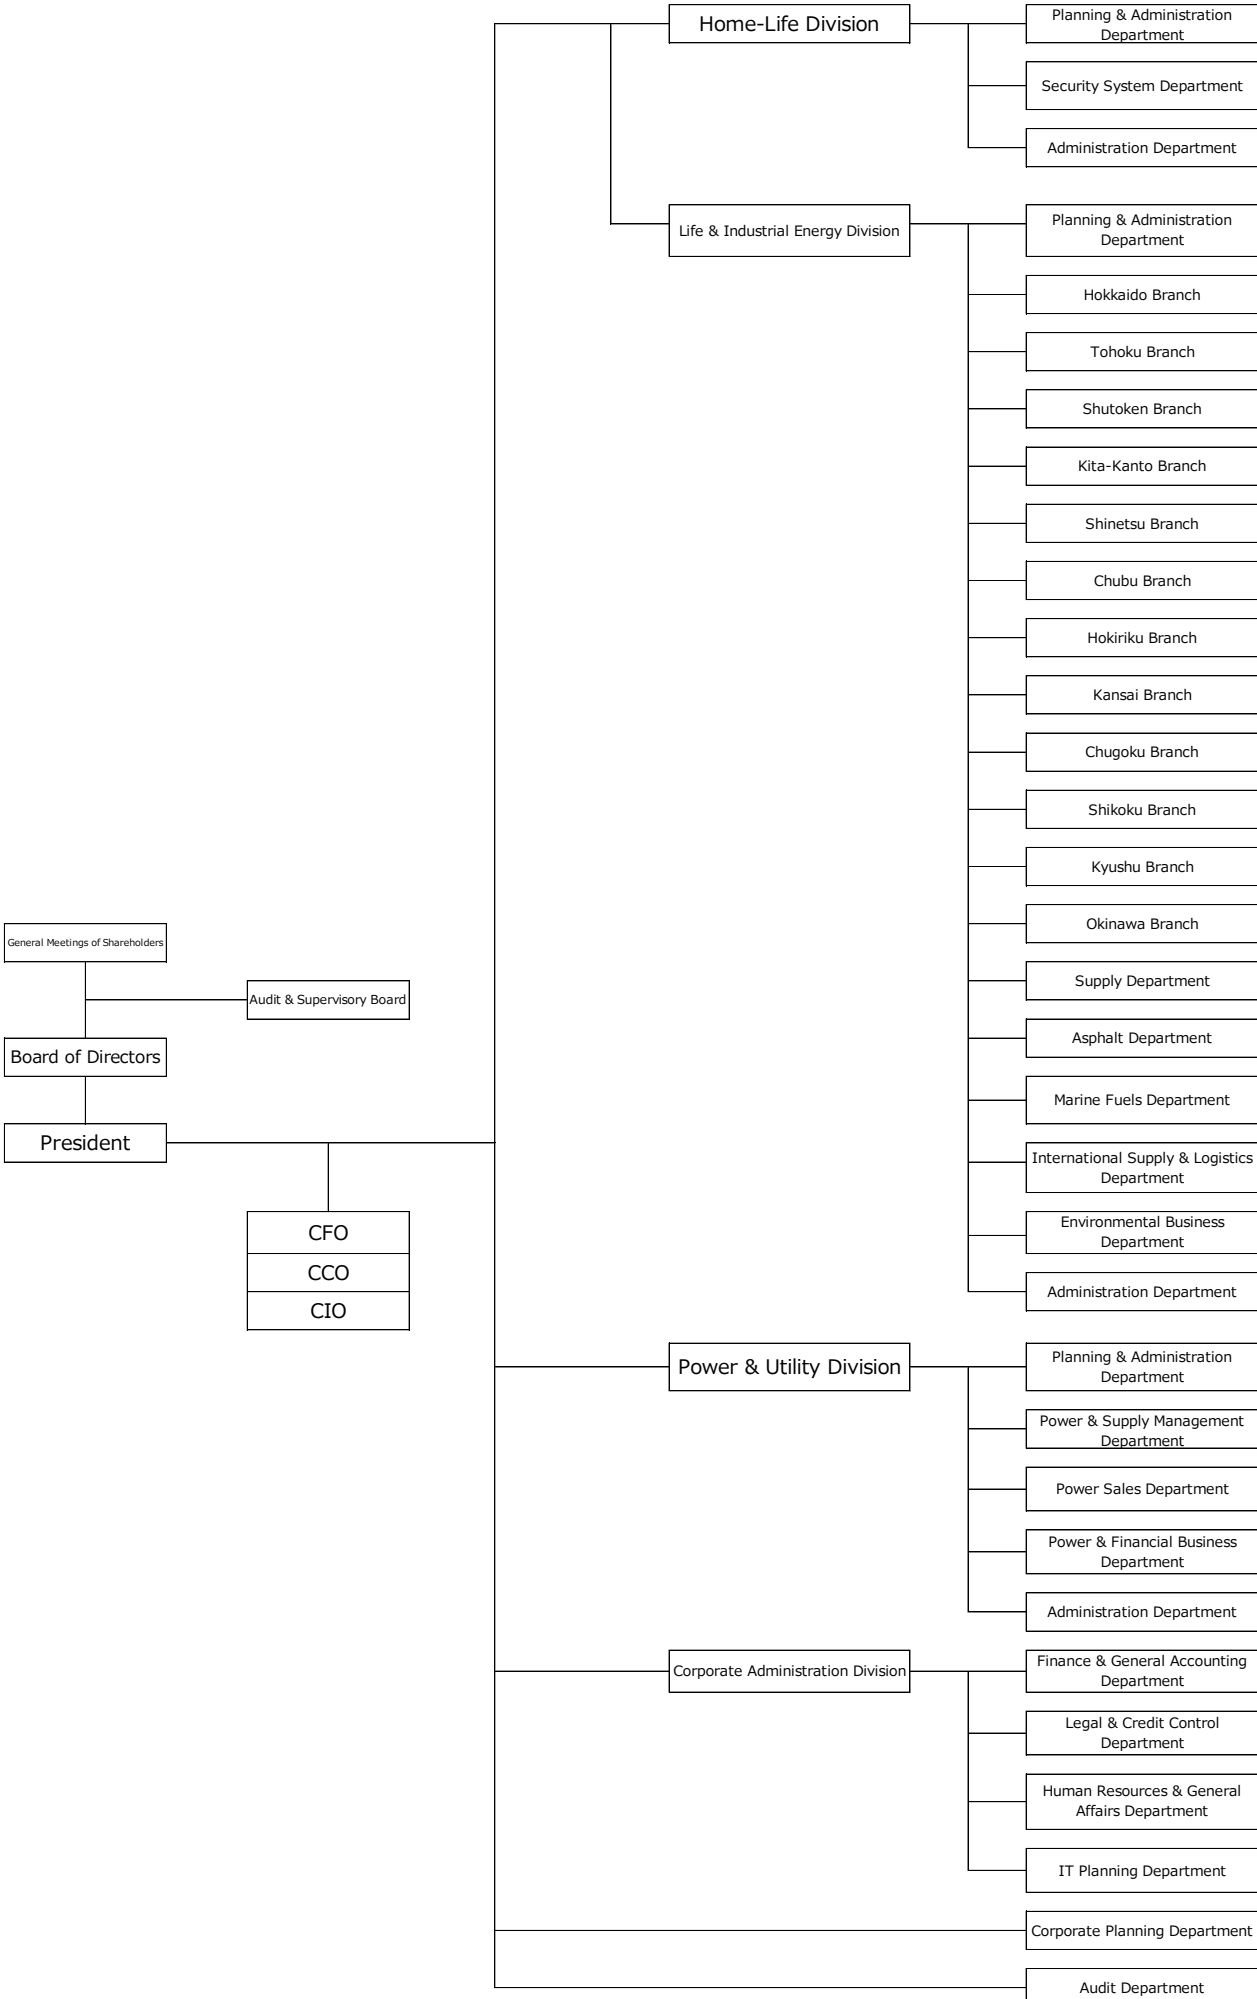 Home-Life Division
Planning & Administration
Department
Security System Department
Administration Department
Life & Industrial Energy Division
Planning & Administration
Department
Hokkaido Branch
Tohoku Branch
Shutoken Branch
Kita-Kanto Branch
Shinetsu Branch
Chubu Branch
Hokiriku Branch
Kansai Branch
Chugoku Branch
Shikoku Branch
Kyushu Branch
Okinawa Branch
Supply Department
Asphalt Department
Marine Fuels Department
International Supply & Logistics
Department
Environmental Business
Department
Administration Department
General Meetings of Shareholders
Audit & Supervisory Board
Board of Directors
President
CFO
CCO
CIO
Power & Utility Division
Planning & Administration
Department
Power & Supply Management
Department
Power Sales Department
Power & Financial Business
Department
Administration Department
Corporate Administration Division
Finance & General Accounting
Department
Legal & Credit Control
Department
Human Resources & General
Affairs Department
IT Planning Department
Corporate Planning Department
Audit Department